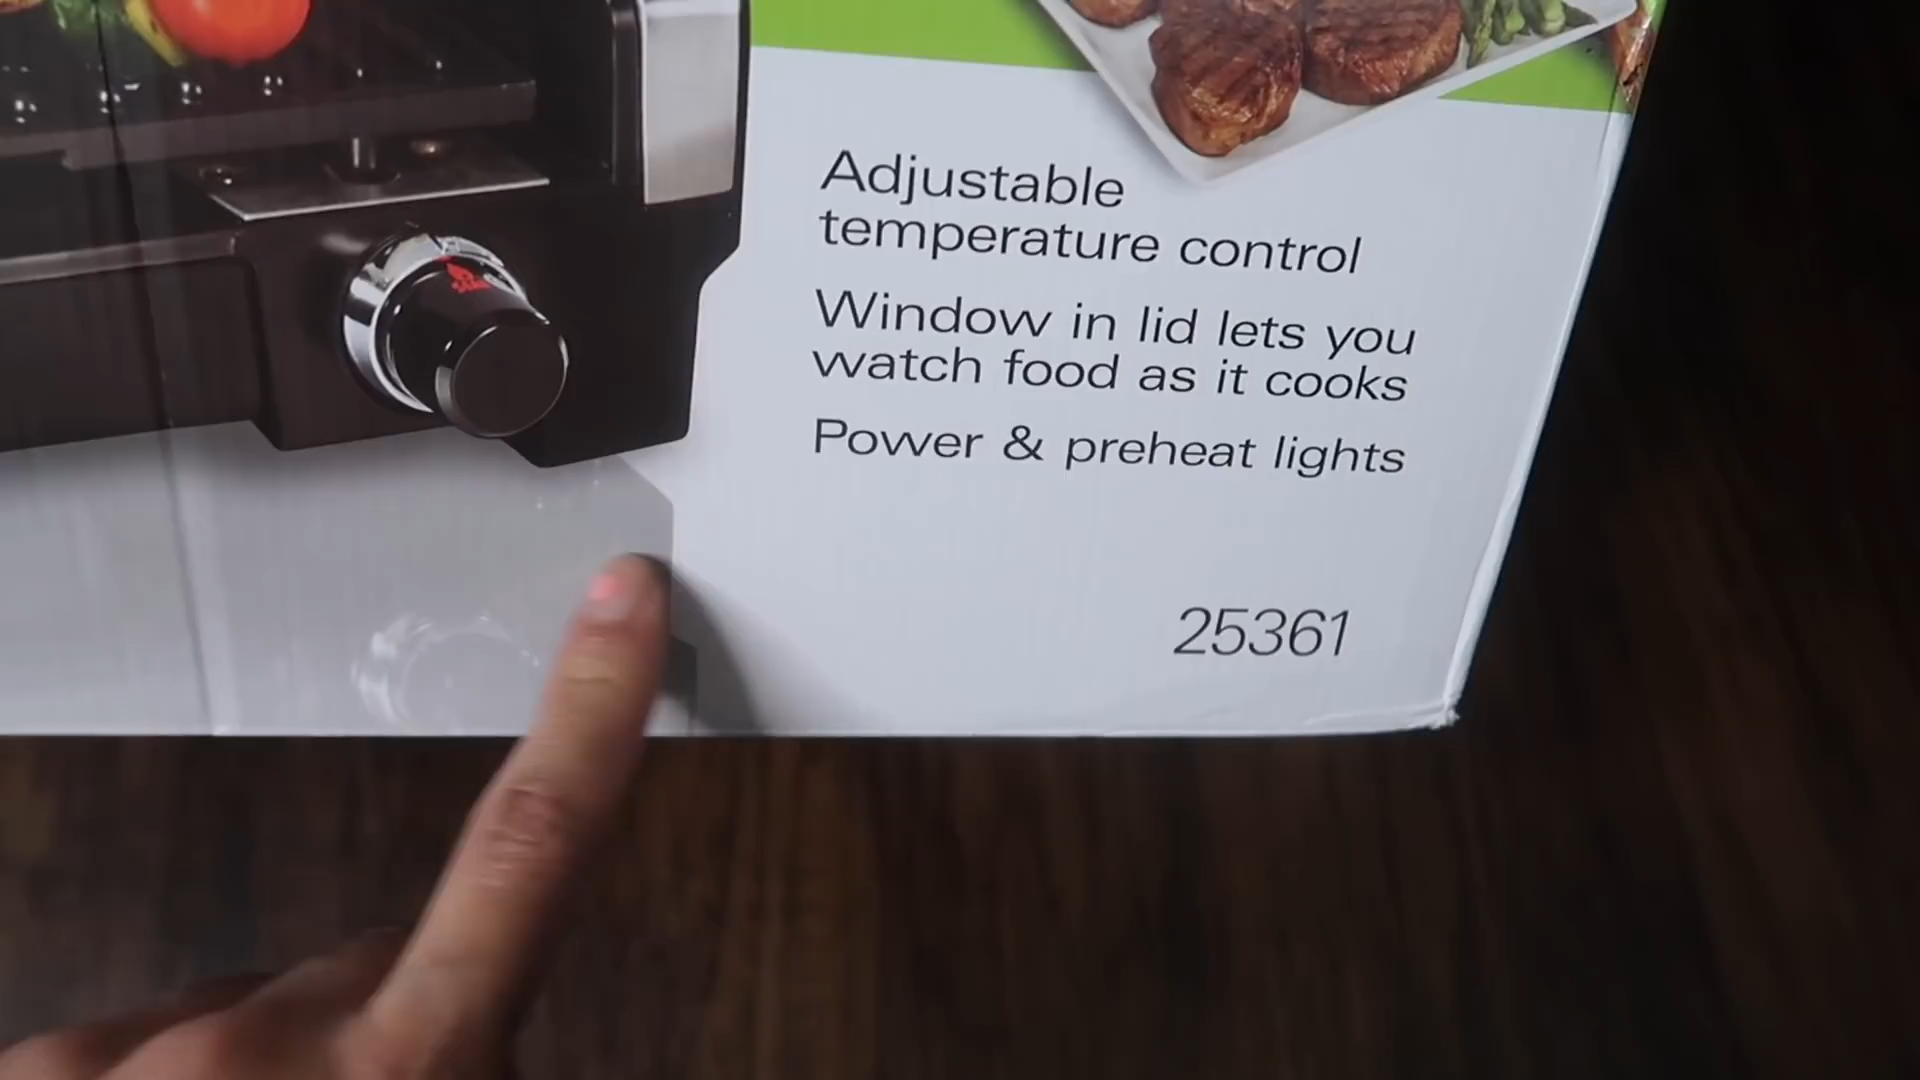 Adjustable
temperature control
Window in lid lets you
watch food as it cooks
Power & preheat lights
25361